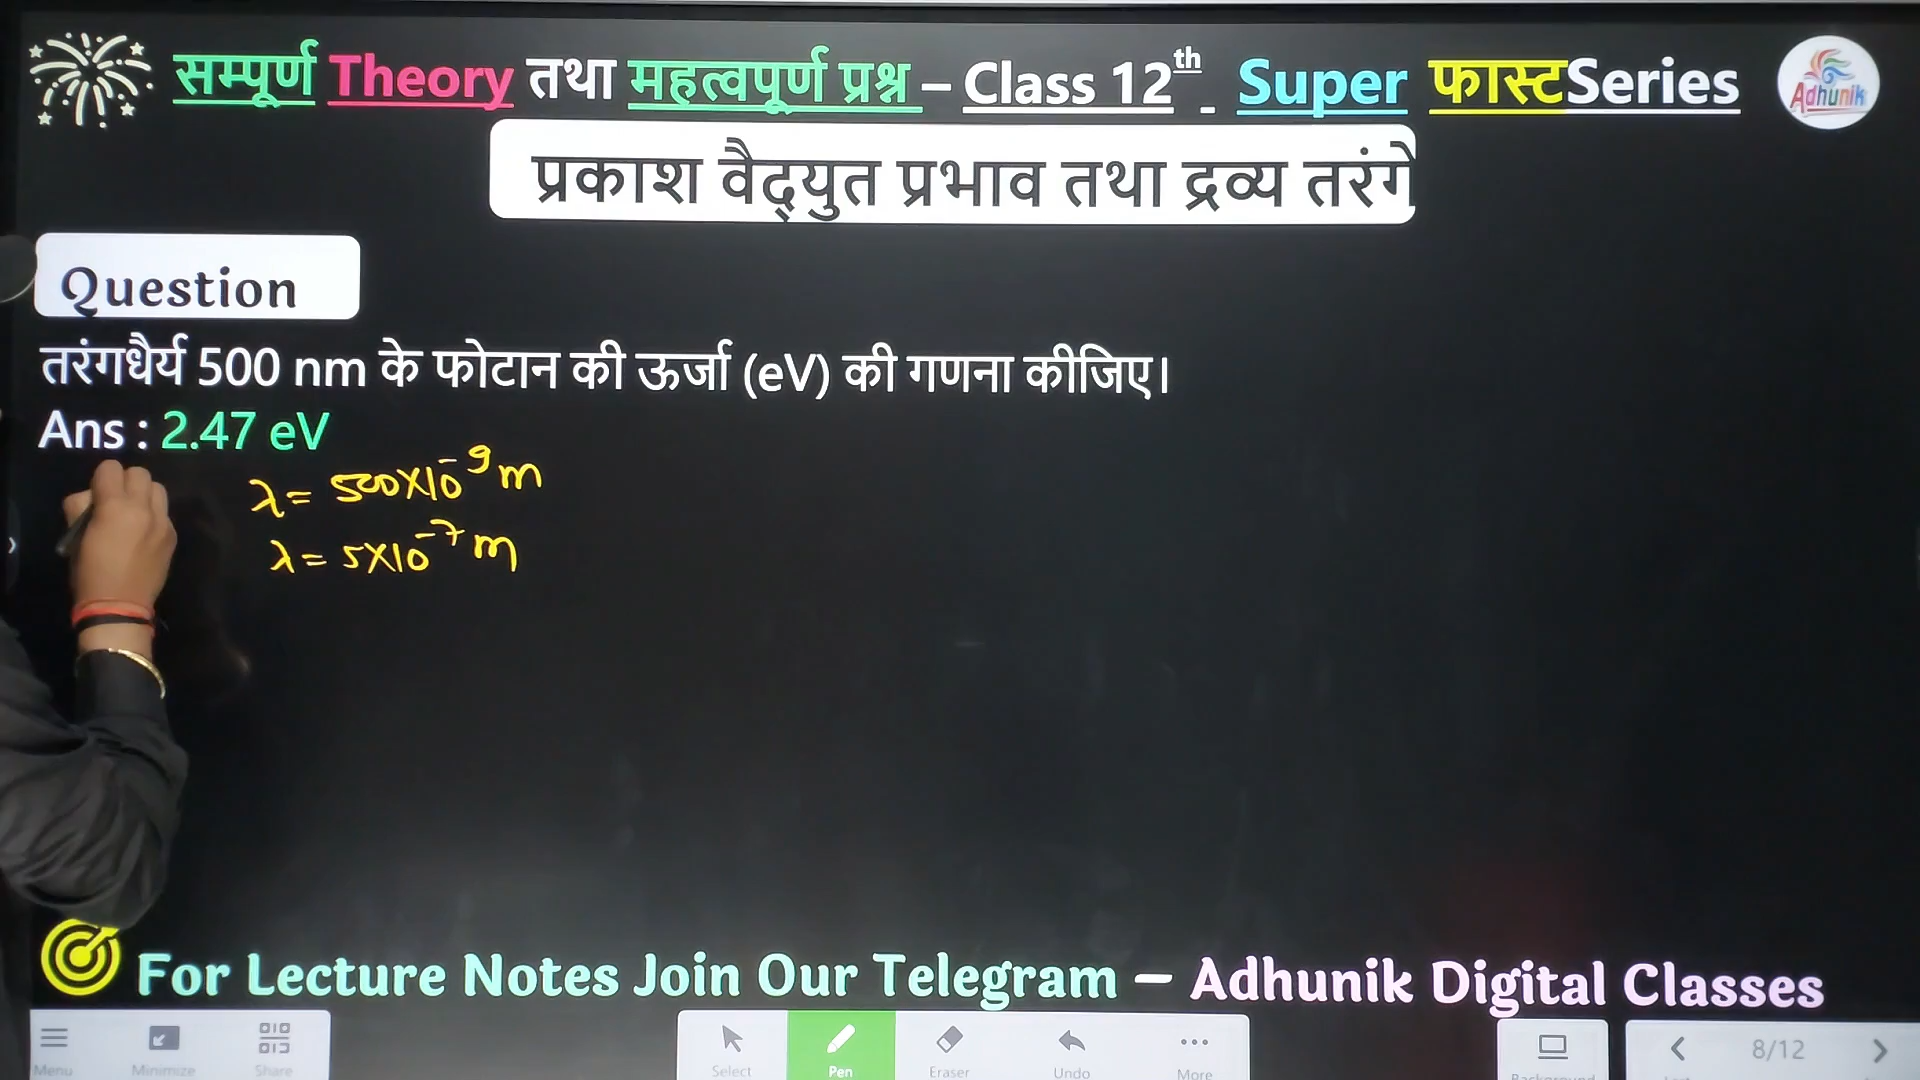 सम्पूर्ण Theory तथा महत्वपूर्ण प्रश्न – Class 12th - Super फास्टSeries
Adhunik
प्रकाश वैद्युत प्रभाव तथा द्रव्य तरंगे
Question
तरंगधैर्य 500 nm के फोटान की ऊर्जा (eV) की गणना कीजिए।
Ans : 2.47 eV
λ = 500×10⁻⁹ m
λ = 5×10⁻⁷ m
For Lecture Notes Join Our Telegram – Adhunik Digital Classes
Menu Minimize Share Select Pen Eraser Undo More Background 8/12